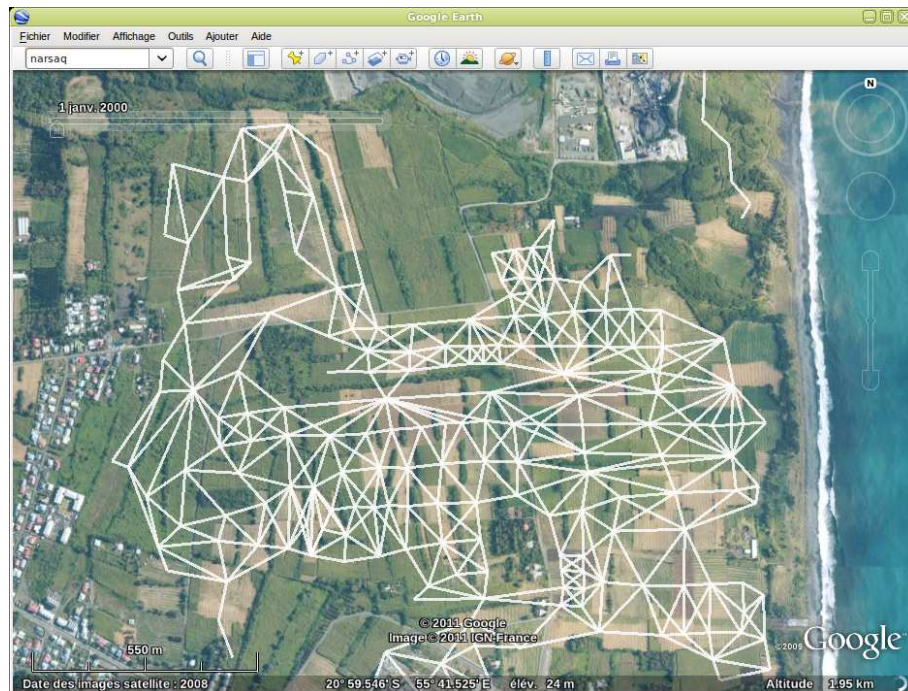 Google Earth
Fichier Modifier Affichage Outils Ajouter Aide
narsaq
N
1 janv. 2000
© 2011 Google
Image © 2011 IGN-France
©2009 Google
550 m
Date des images satellite : 2008 20° 59.546' S 55° 41.525' E élév. 24 m Altitude 1.95 km